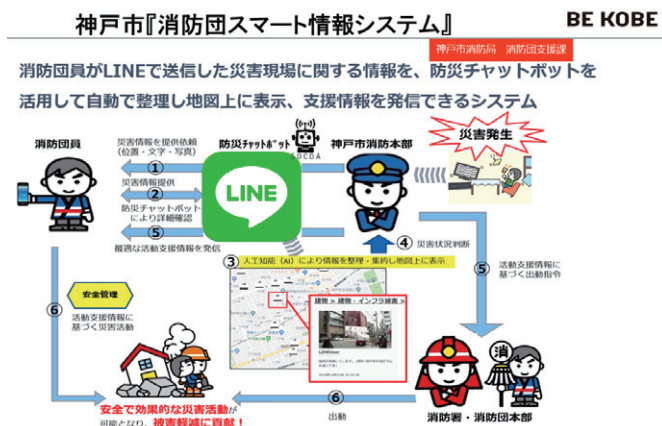 神戸市『消防団スマート情報システム』
BE KOBE
神戸市消防局 消防団支援課
消防団員がLINEで送信した災害現場に関する情報を、防災チャットボットを
活用して自動で整理し地図上に表示、支援情報を発信できるシステム
消防団員
災害情報を提供依頼
(位置・文字・写真)
①
災害情報提供
②
防災チャットボット
により詳細確認
⑤
最適な活動支援情報を発信
防災チャットボット
SOCDA
LINE
神戸市消防本部
災害発生
③ 人工知能(AI)により情報を整理・集約し地図上に表示
④ 災害状況判断
⑤
活動支援情報に
基づく出動指令
建物 > 建物・インフラ被害 >
LINEUser
⑥
安全管理
活動支援情報に
基づく災害活動
安全で効果的な災害活動が
可能となり、被害軽減に貢献!
⑥
出動
消
消防署・消防団本部